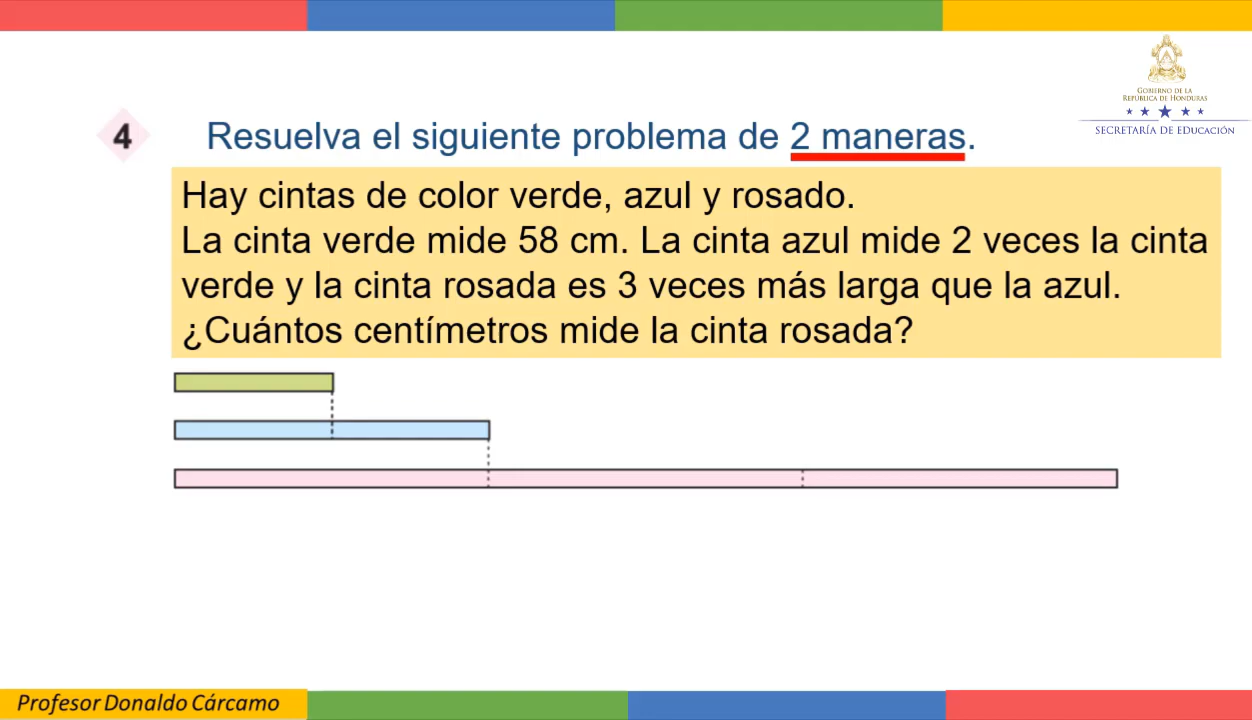 GOBIERNO DE LA
REPÚBLICA DE HONDURAS
SECRETARÍA DE EDUCACIÓN
4 Resuelva el siguiente problema de 2 maneras.
Hay cintas de color verde, azul y rosado.
La cinta verde mide 58 cm. La cinta azul mide 2 veces la cinta
verde y la cinta rosada es 3 veces más larga que la azul.
¿Cuántos centímetros mide la cinta rosada?
Profesor Donaldo Cárcamo